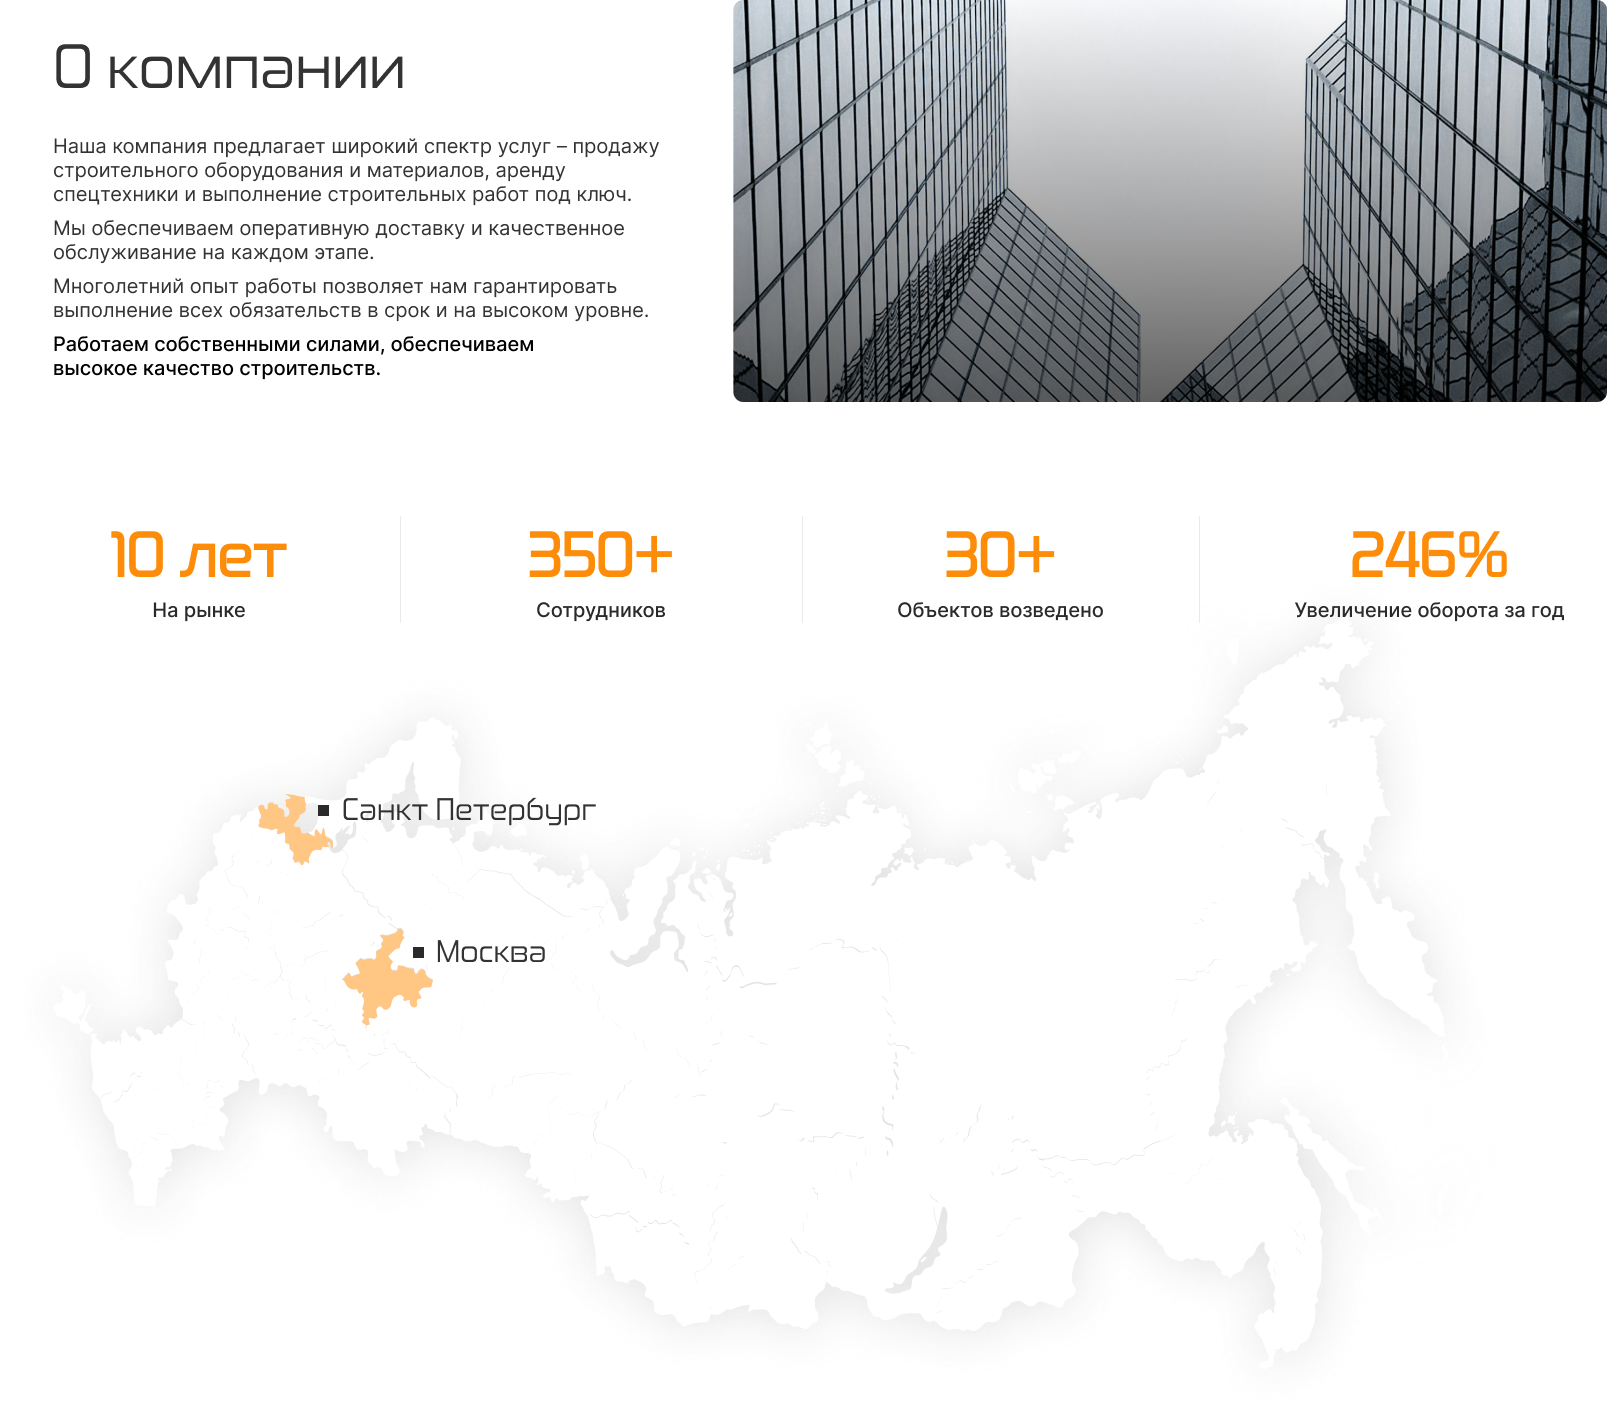 О компании
Наша компания предлагает широкий спектр услуг – продажу
строительного оборудования и материалов, аренду
спецтехники и выполнение строительных работ под ключ.
Мы обеспечиваем оперативную доставку и качественное
обслуживание на каждом этапе.
Многолетний опыт работы позволяет нам гарантировать
выполнение всех обязательств в срок и на высоком уровне.
Работаем собственными силами, обеспечиваем
высокое качество строительств.
10 лет
На рынке
350+
Сотрудников
30+
Объектов возведено
246%
Увеличение оборота за год
Санкт Петербург
Москва